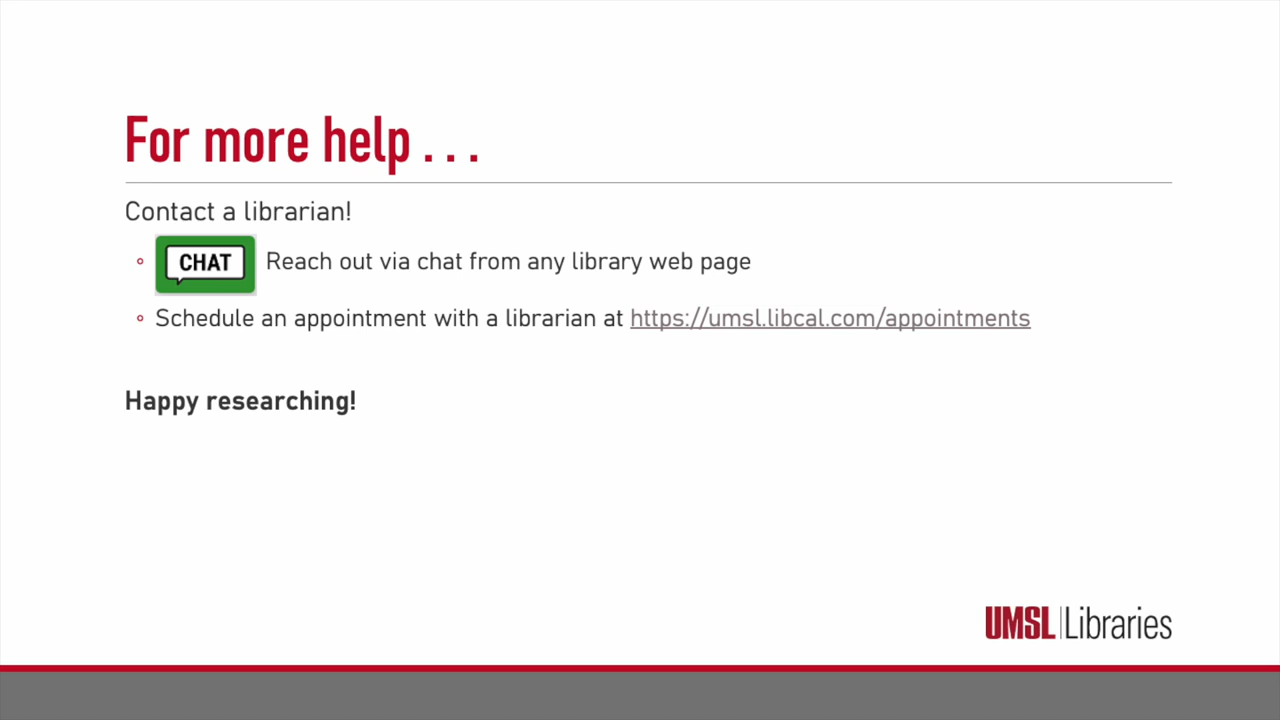 For more help . . .
Contact a librarian!
CHAT Reach out via chat from any library web page
Schedule an appointment with a librarian at https://umsl.libcal.com/appointments
Happy researching!
UMSL Libraries